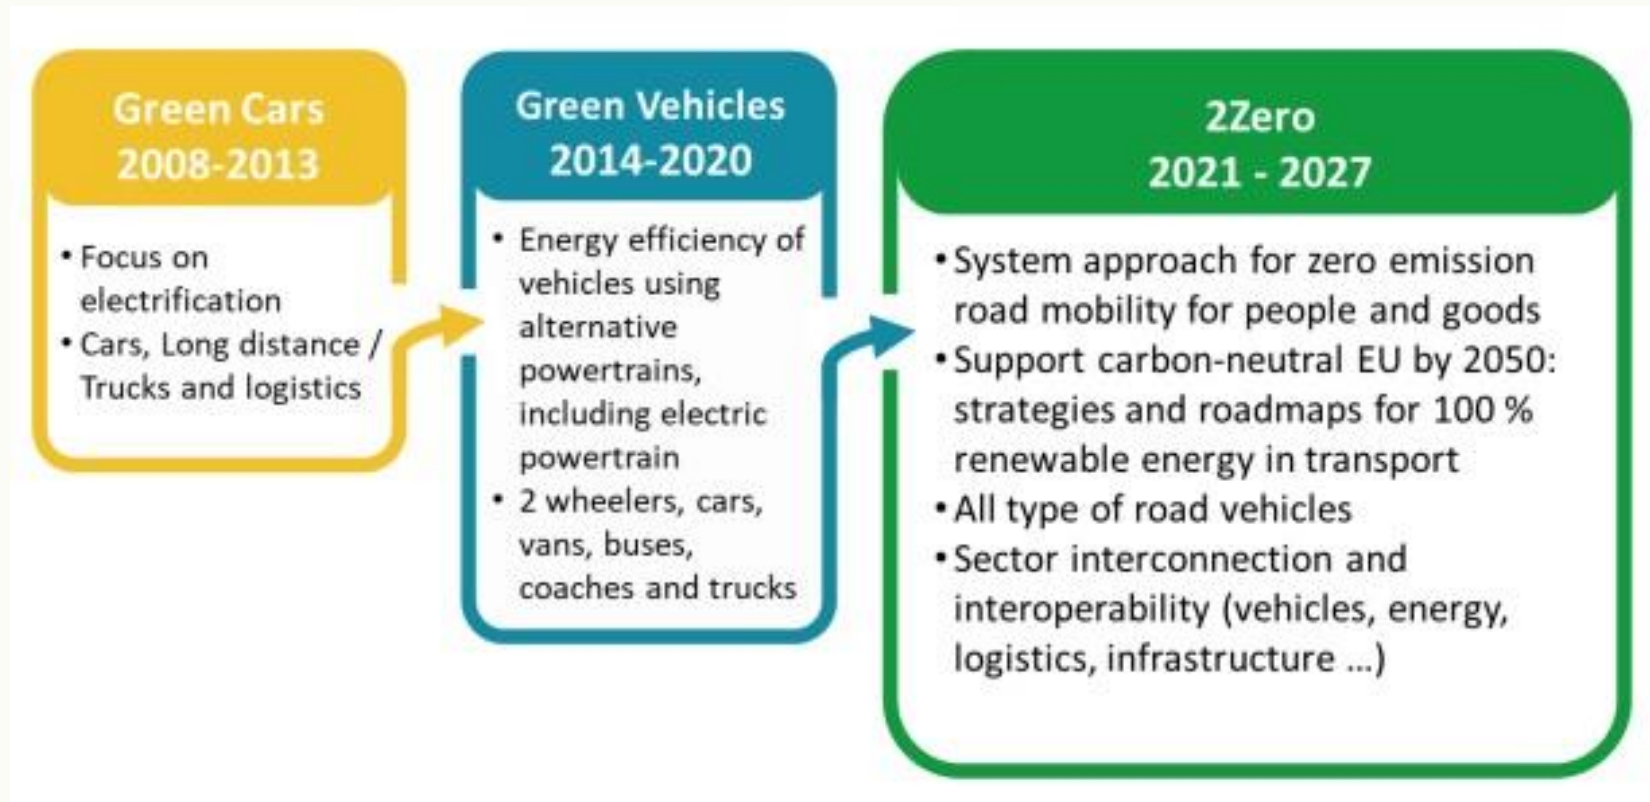 Green Cars
2008-2013
• Focus on
electrification
• Cars, Long distance /
Trucks and logistics
Green Vehicles
2014-2020
• Energy efficiency of
vehicles using
alternative
powertrains,
including electric
powertrain
• 2 wheelers, cars,
vans, buses,
coaches and trucks
2Zero
2021 - 2027
• System approach for zero emission
road mobility for people and goods
• Support carbon-neutral EU by 2050:
strategies and roadmaps for 100 %
renewable energy in transport
• All type of road vehicles
• Sector interconnection and
interoperability (vehicles, energy,
logistics, infrastructure ...)